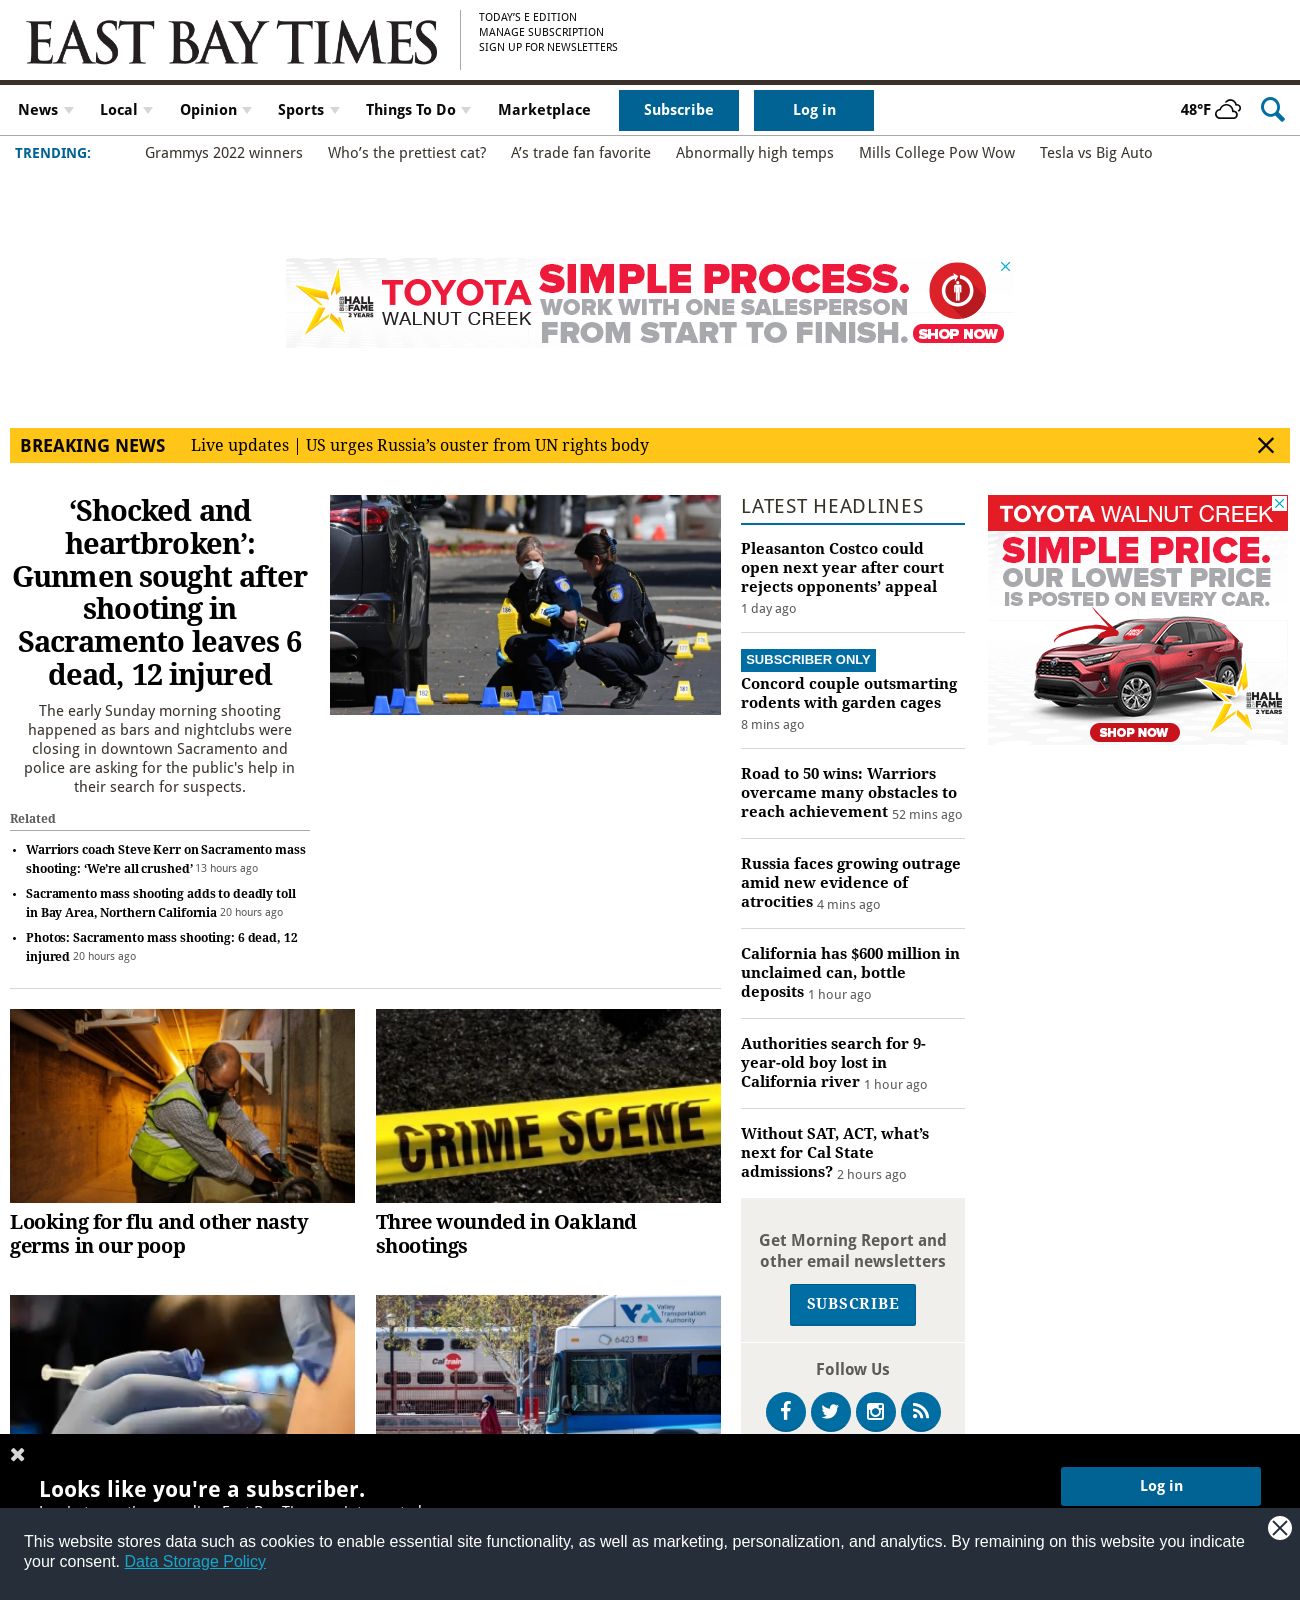 EAST BAY TIMES
TODAY'S E EDITION
MANAGE SUBSCRIPTION
SIGN UP FOR NEWSLETTERS
News
Local
Opinion
Sports
Things To Do
Marketplace
Subscribe
Log in
48°F
TRENDING:
Grammys 2022 winners
Who’s the prettiest cat?
A’s trade fan favorite
Abnormally high temps
Mills College Pow Wow
Tesla vs Big Auto
TOYOTA
WALNUT CREEK
HALL
FAME
2 YEARS
SIMPLE PROCESS.
WORK WITH ONE SALESPERSON
FROM START TO FINISH.
SHOP NOW
BREAKING NEWS
Live updates | US urges Russia’s ouster from UN rights body
‘Shocked and
heartbroken’:
Gunmen sought after
shooting in
Sacramento leaves 6
dead, 12 injured
The early Sunday morning shooting
happened as bars and nightclubs were
closing in downtown Sacramento and
police are asking for the public's help in
their search for suspects.
Related
• Warriors coach Steve Kerr on Sacramento mass
shooting: ‘We’re all crushed’ 13 hours ago
• Sacramento mass shooting adds to deadly toll
in Bay Area, Northern California 20 hours ago
• Photos: Sacramento mass shooting: 6 dead, 12
injured 20 hours ago
186
182
181
LATEST HEADLINES
Pleasanton Costco could
open next year after court
rejects opponents’ appeal
1 day ago
SUBSCRIBER ONLY
Concord couple outsmarting
rodents with garden cages
8 mins ago
Road to 50 wins: Warriors
overcame many obstacles to
reach achievement 52 mins ago
Russia faces growing outrage
amid new evidence of
atrocities 4 mins ago
California has $600 million in
unclaimed can, bottle
deposits 1 hour ago
Authorities search for 9-
year-old boy lost in
California river 1 hour ago
Without SAT, ACT, what’s
next for Cal State
admissions? 2 hours ago
TOYOTA WALNUT CREEK
SIMPLE PRICE.
OUR LOWEST PRICE
IS POSTED ON EVERY CAR.
HALL
FAME
2 YEARS
SHOP NOW
CRIME SCENE
Looking for flu and other nasty
germs in our poop
Three wounded in Oakland
shootings
Caltrain
VTA
Valley
Transportation
Authority
6423
Get Morning Report and
other email newsletters
SUBSCRIBE
Follow Us
Looks like you're a subscriber.
Log in
This website stores data such as cookies to enable essential site functionality, as well as marketing, personalization, and analytics. By remaining on this website you indicate
your consent. Data Storage Policy